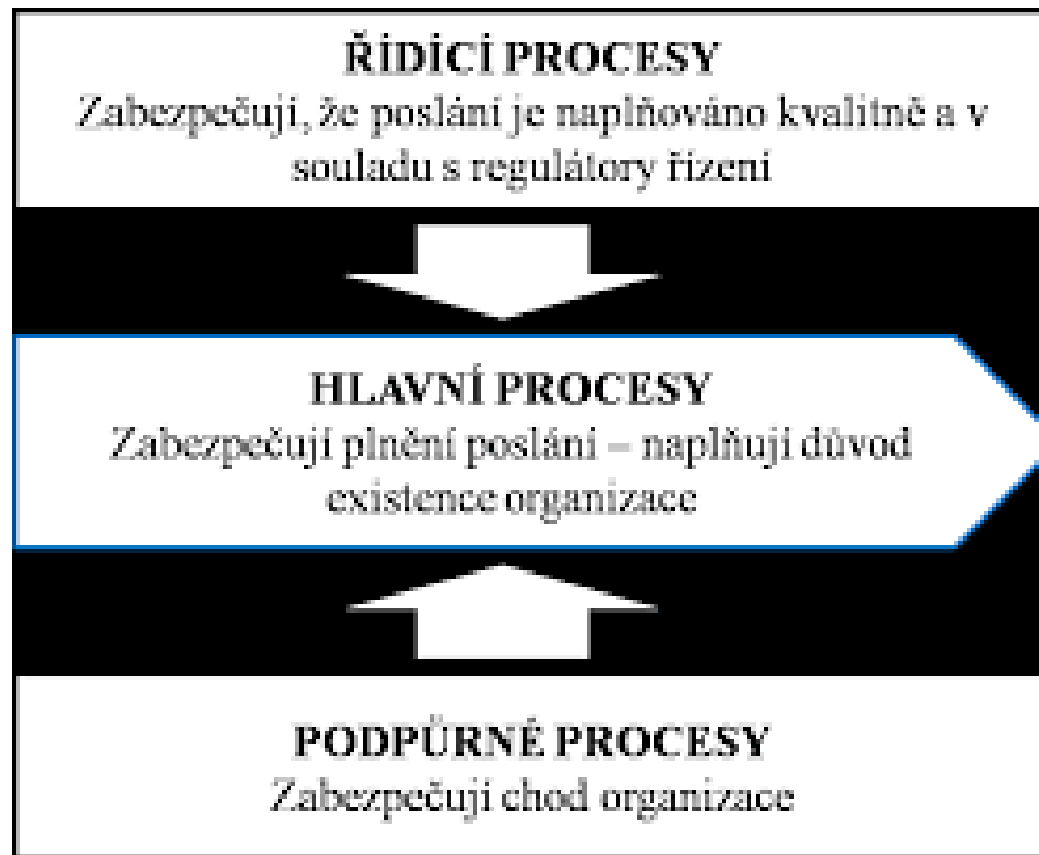 ŘÍDÍCÍ PROCESY
Zabezpečují, že poslání je naplňováno kvalitně a v
souladu s regulátory řízení
HLAVNÍ PROCESY
Zabezpečují plnění poslání – naplňují důvod
existence organizace
PODPŮRNÉ PROCESY
Zabezpečují chod organizace